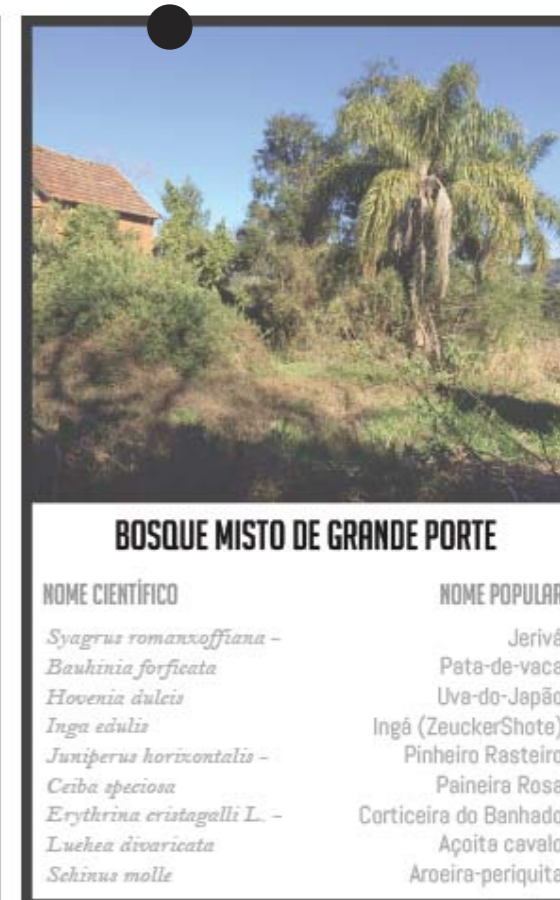 BOSQUE MISTO DE GRANDE PORTE
NOME CIENTÍFICO NOME POPULAR
Syagrus romanxoffiana – Jerivá
Bauhinia forficata Pata-de-vaca
Hovenia dulcis Uva-do-Japão
Inga edulis Ingá (ZeuckerShote)
Juniperus horixontalis – Pinheiro Rasteiro
Ceiba speciosa Paineira Rosa
Erythrina cristagalli L. – Corticeira do Banhado
Luehea divaricata Açoita cavalo
Schinus molle Aroeira-periquita